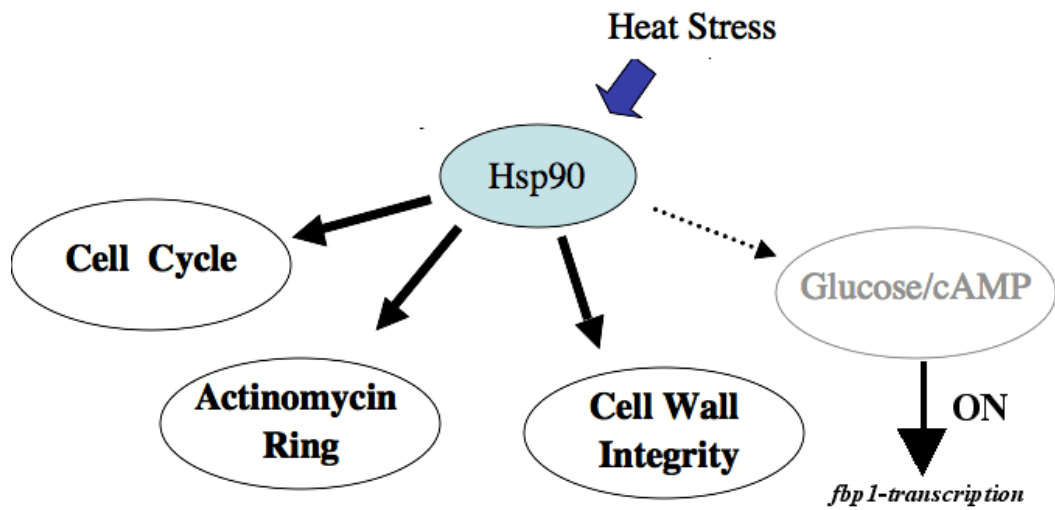 Heat Stress
Hsp90
Cell Cycle
Glucose/cAMP
Actinomycin
Ring
Cell Wall
Integrity
ON
fbp1-transcription